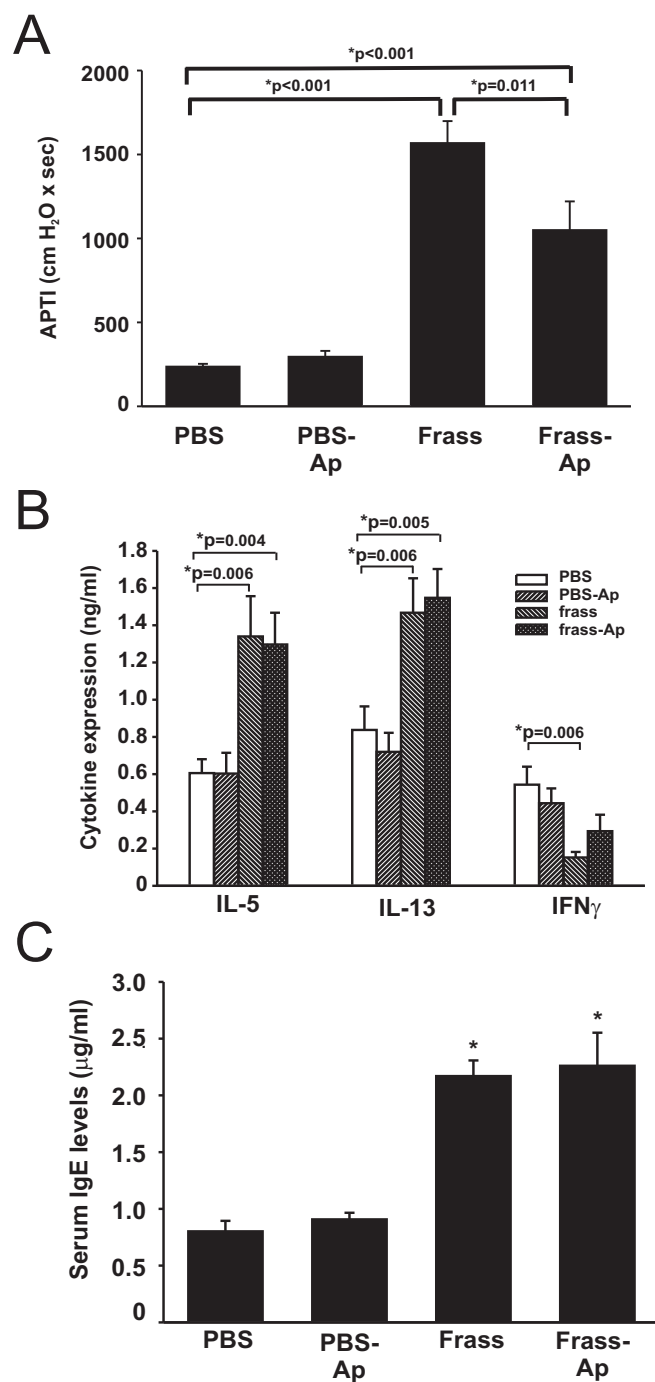 A
*p<0.001
*p<0.001
*p=0.011
2000
1500
1000
500
0
APTI (cm H₂O x sec)
PBS
PBS-
Ap
Frass
Frass-
Ap
B
*p=0.004
*p=0.006
*p=0.005
*p=0.006
*p=0.006
1.8
1.6
1.4
1.2
1.0
0.8
0.6
0.4
0.2
0
Cytokine expression (ng/ml)
PBS
PBS-Ap
frass
frass-Ap
IL-5
IL-13
IFNγ
C
3.0
2.5
2.0
1.5
1.0
0.5
0
Serum IgE levels (μg/ml)
*
*
PBS
PBS-
Ap
Frass
Frass-
Ap